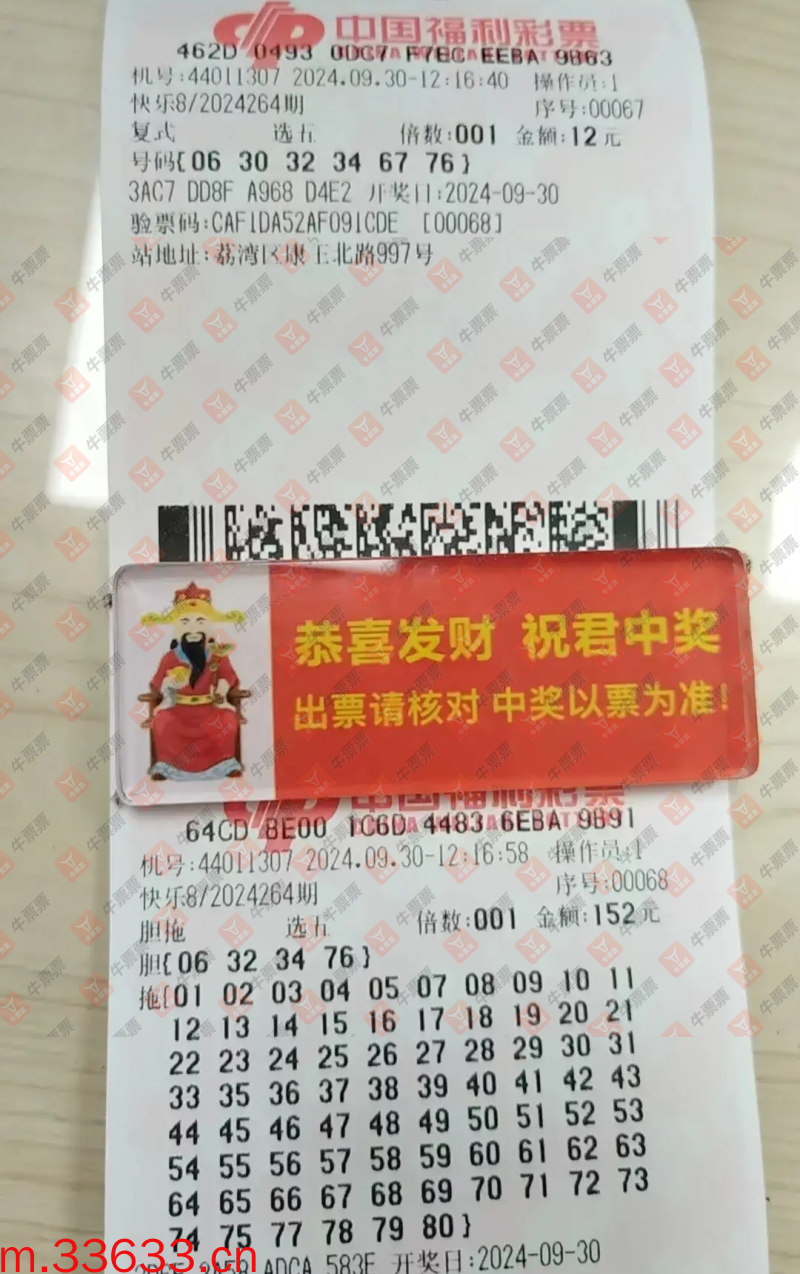 中国福利彩票
462D 0493 0DC7 F7EC EEBA 9B63
机号:44011307 2024.09.30-12:16:40 操作员:1
快乐8/2024264期 序号:00067
复式 选五 倍数:001 金额:12元
号码{06 30 32 34 67 76}
3AC7 DD8F A968 D4E2 开奖日:2024-09-30
验票码:CAF1DA52AF091CDE [00068]
站地址:荔湾区康王北路997号
牛票票
恭喜发财 祝君中奖
出票请核对 中奖以票为准!
中国福利彩票
64CD 8E00 1C6D 4483 6EBA 9B91
机号:44011307 2024.09.30-12:16:58 操作员:1
快乐8/2024264期 序号:00068
胆拖 选五 倍数:001 金额:152元
胆{06 32 34 76}
拖[01 02 03 04 05 07 08 09 10 11
12 13 14 15 16 17 18 19 20 21
22 23 24 25 26 27 28 29 30 31
33 35 36 37 38 39 40 41 42 43
44 45 46 47 48 49 50 51 52 53
54 55 56 57 58 59 60 61 62 63
64 65 66 67 68 69 70 71 72 73
74 75 77 78 79 80}
ADCA 583E 开奖日:2024-09-30
m.33633.cn